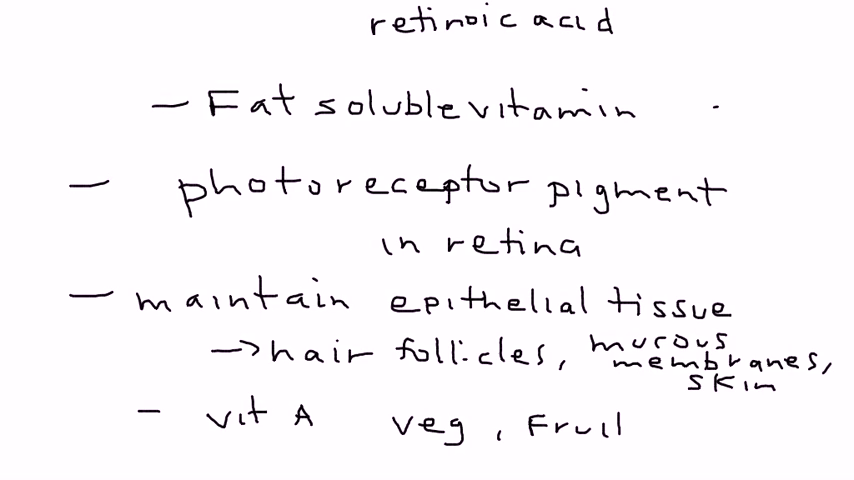 retinoic acid
- Fat soluble vitamin
- photoreceptor pigment
in retina
- maintain epithelial tissue
→ hair follicles, mucous membranes, skin
- vit A veg, Fruit